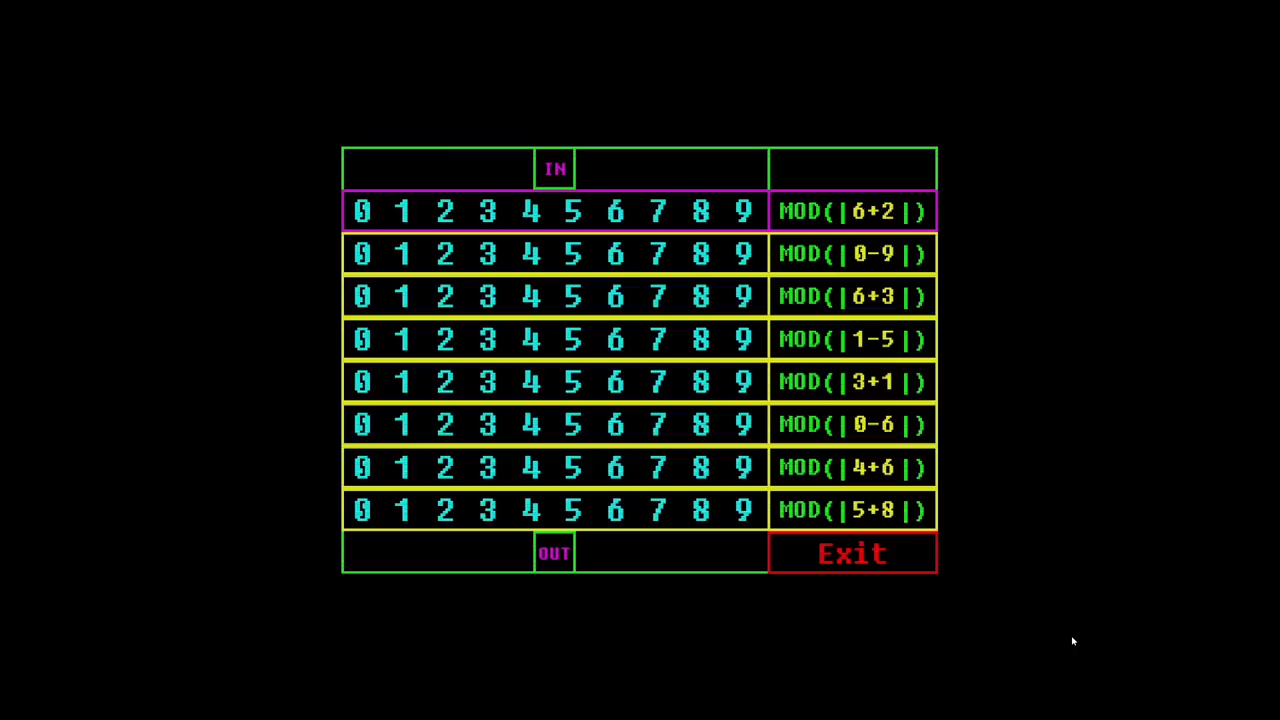 IN
0 1 2 3 4 5 6 7 8 9 MOD(|6+2|)
0 1 2 3 4 5 6 7 8 9 MOD(|0-9|)
0 1 2 3 4 5 6 7 8 9 MOD(|6+3|)
0 1 2 3 4 5 6 7 8 9 MOD(|1-5|)
0 1 2 3 4 5 6 7 8 9 MOD(|3+1|)
0 1 2 3 4 5 6 7 8 9 MOD(|0-6|)
0 1 2 3 4 5 6 7 8 9 MOD(|4+6|)
0 1 2 3 4 5 6 7 8 9 MOD(|5+8|)
OUT Exit